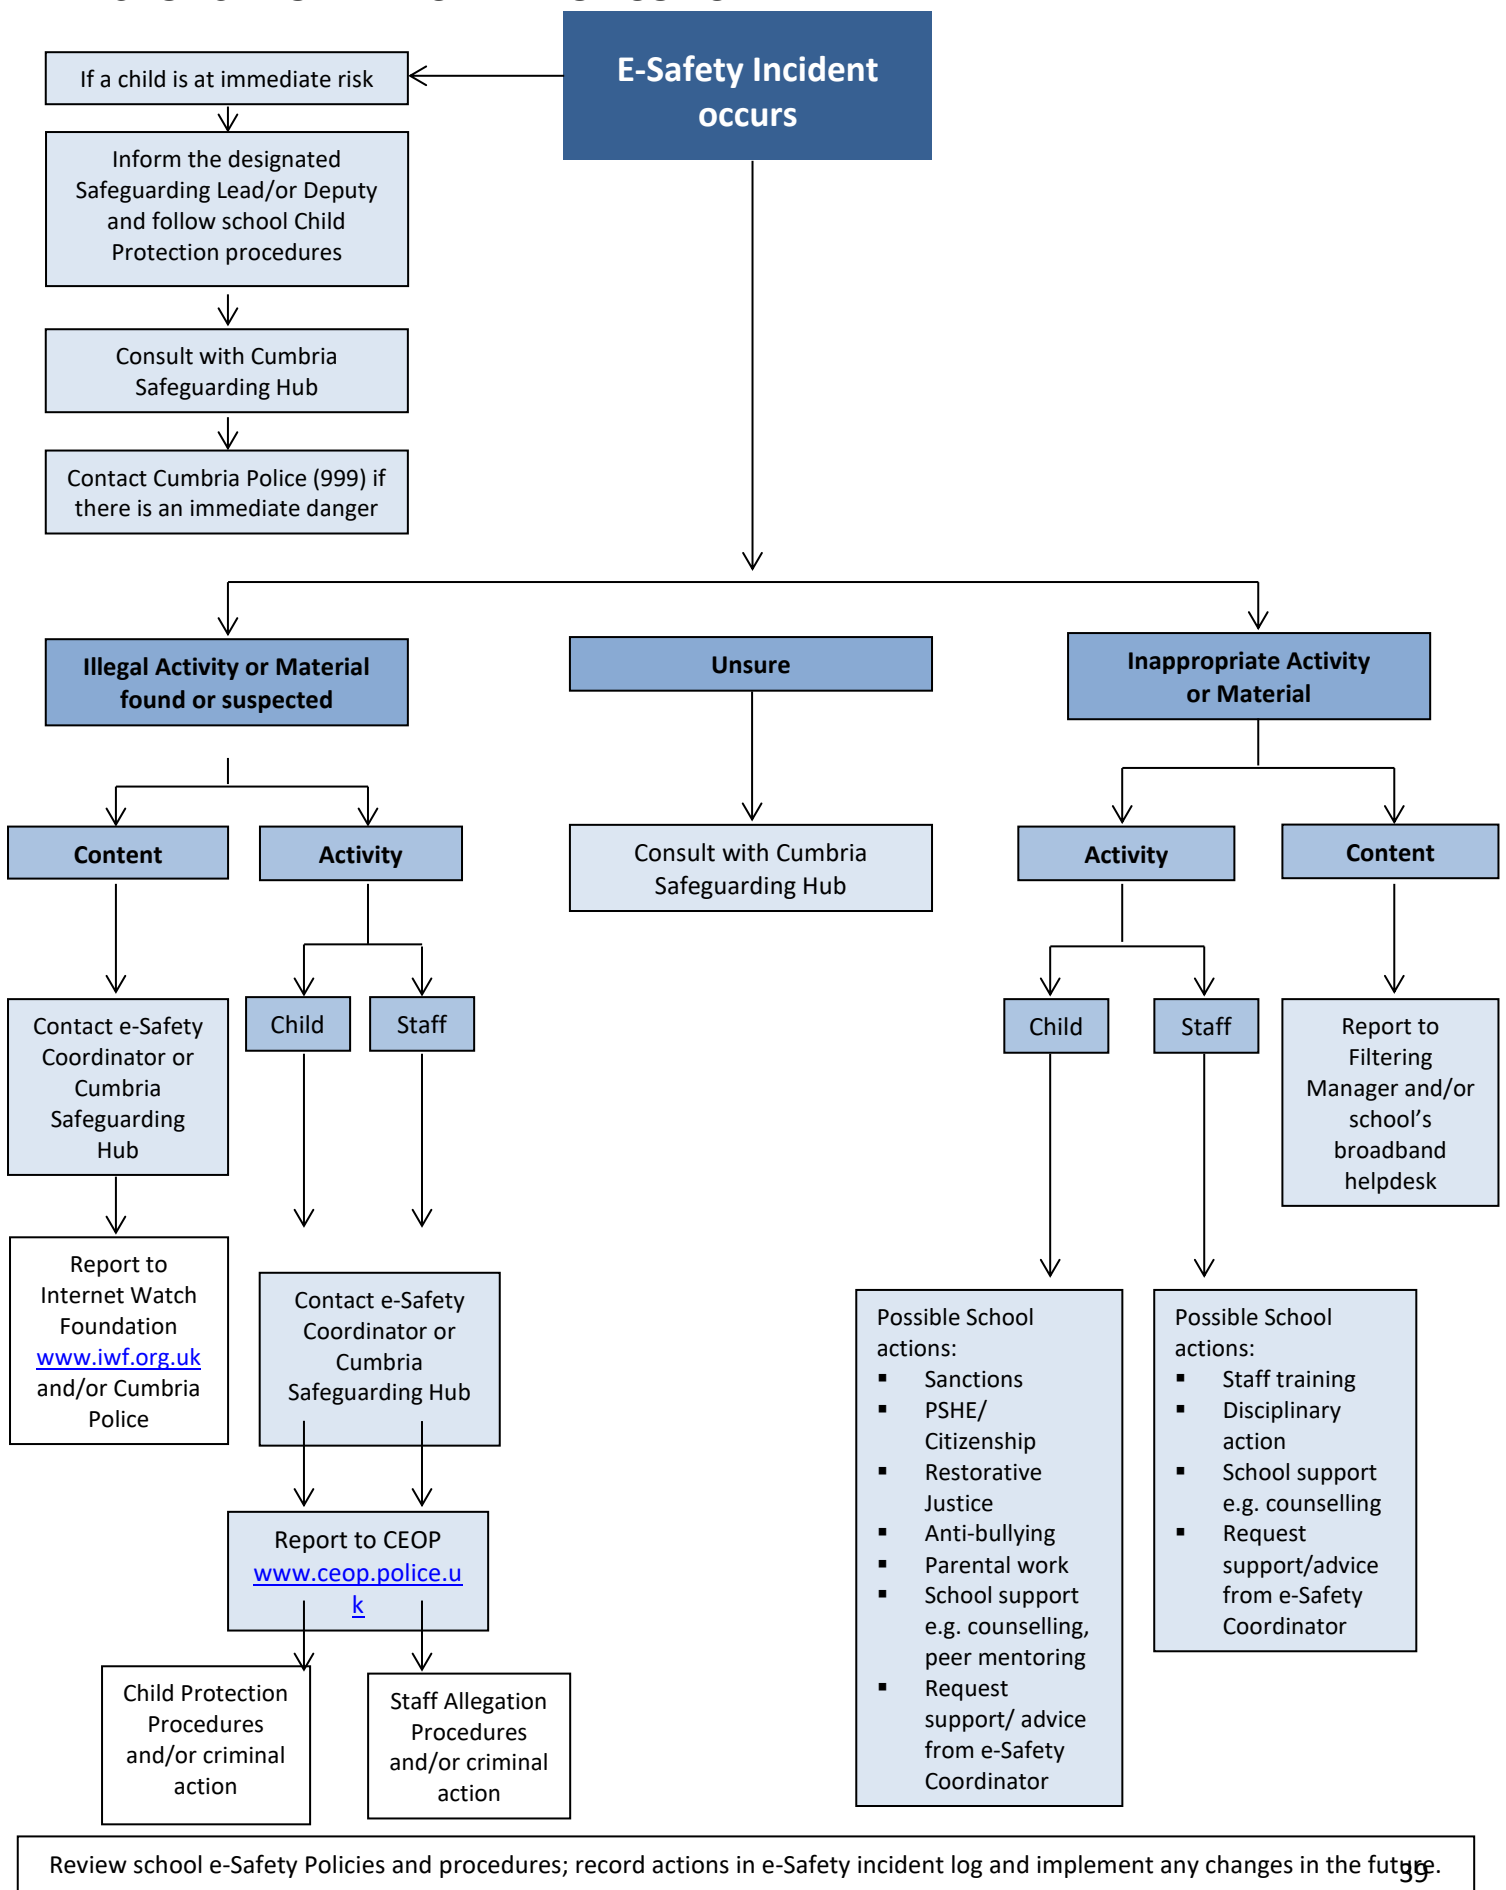 E-Safety Incident
occurs
If a child is at immediate risk
Inform the designated
Safeguarding Lead/or Deputy
and follow school Child
Protection procedures
Consult with Cumbria
Safeguarding Hub
Contact Cumbria Police (999) if
there is an immediate danger
Illegal Activity or Material
found or suspected
Unsure
Inappropriate Activity
or Material
Content
Activity
Consult with Cumbria
Safeguarding Hub
Activity
Content
Child
Staff
Contact e-Safety
Coordinator or
Cumbria
Safeguarding
Hub
Child
Staff
Report to
Filtering
Manager and/or
school’s
broadband
helpdesk
Report to
Internet Watch
Foundation
www.iwf.org.uk
and/or Cumbria
Police
Contact e-Safety
Coordinator or
Cumbria
Safeguarding Hub
Report to CEOP
www.ceop.police.u
k
Child Protection
Procedures
and/or criminal
action
Staff Allegation
Procedures
and/or criminal
action
Possible School
actions:
▪ Sanctions
▪ PSHE/
Citizenship
▪ Restorative
Justice
▪ Anti-bullying
▪ Parental work
▪ School support
e.g. counselling,
peer mentoring
▪ Request
support/ advice
from e-Safety
Coordinator
Possible School
actions:
▪ Staff training
▪ Disciplinary
action
▪ School support
e.g. counselling
▪ Request
support/advice
from e-Safety
Coordinator
Review school e-Safety Policies and procedures; record actions in e-Safety incident log and implement any changes in the future.
39